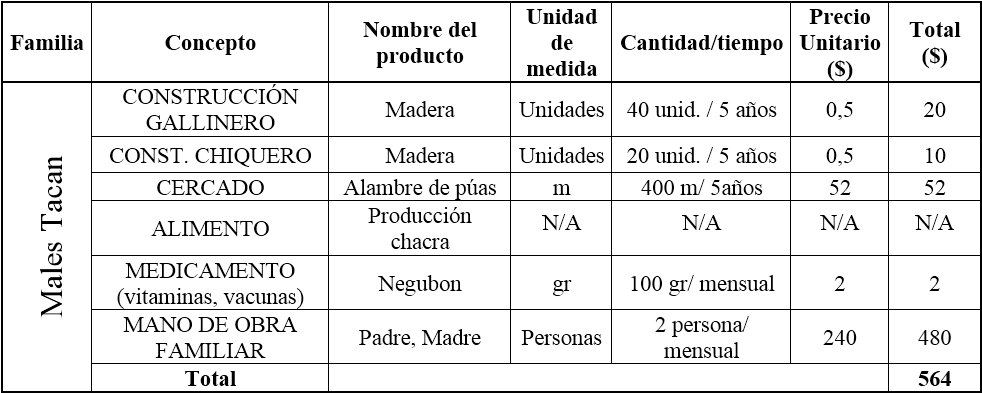 Familia Concepto Nombre del producto Unidad de medida Cantidad/tiempo Precio Unitario ($) Total ($)
Males Tacan
CONSTRUCCIÓN GALLINERO Madera Unidades 40 unid. / 5 años 0,5 20
CONST. CHIQUERO Madera Unidades 20 unid. / 5 años 0,5 10
CERCADO Alambre de púas m 400 m/ 5años 52 52
ALIMENTO Producción chacra N/A N/A N/A N/A
MEDICAMENTO (vitaminas, vacunas) Negubon gr 100 gr/ mensual 2 2
MANO DE OBRA FAMILIAR Padre, Madre Personas 2 persona/ mensual 240 480
Total 564